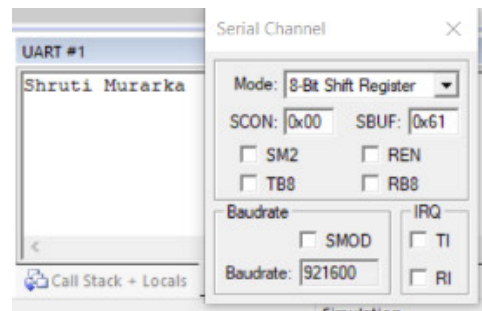 UART #1
Shruti Murarka
Call Stack + Locals
Serial Channel
Mode: 8-Bit Shift Register
SCON: 0x00 SBUF: 0x61
SM2 REN
TB8 RB8
Baudrate IRQ
SMOD TI
Baudrate: 921600 RI